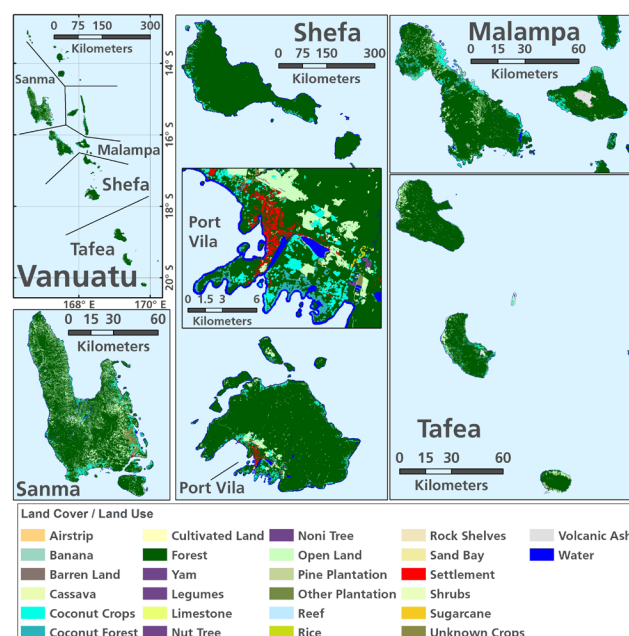 0 75 150 300
Kilometers
14° S
Sanma
16° S
Malampa
Shefa
18° S
Tafea
Vanuatu
20° S
168° E 170° E
Shefa
0 75 150 300
Kilometers
Malampa
0 15 30 60
Kilometers
Port
Vila
0 1.5 3 6
Kilometers
0 15 30 60
Kilometers
Sanma
Port Vila
Tafea
0 15 30 60
Kilometers
Land Cover / Land Use
Airstrip Cultivated Land Noni Tree Rock Shelves Volcanic Ash
Banana Forest Open Land Sand Bay Water
Barren Land Yam Pine Plantation Settlement
Cassava Legumes Other Plantation Shrubs
Coconut Crops Limestone Reef Sugarcane
Coconut Forest Nut Tree Rice Unknown Crops